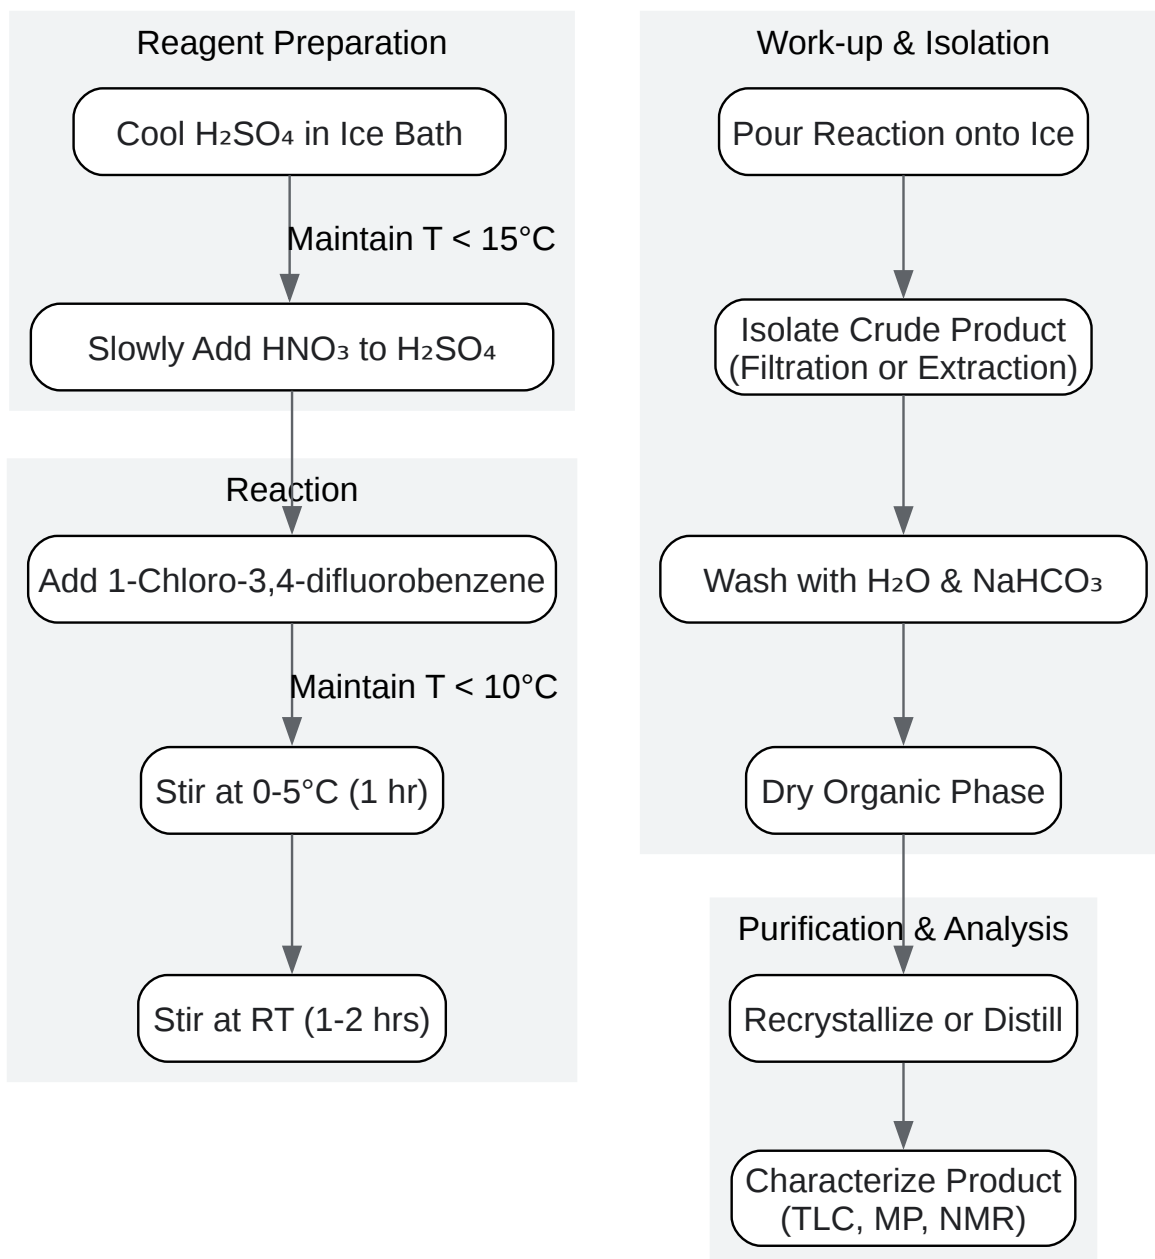 Reagent Preparation
Cool H₂SO₄ in Ice Bath
Maintain T < 15°C
Slowly Add HNO₃ to H₂SO₄
Reaction
Add 1-Chloro-3,4-difluorobenzene
Maintain T < 10°C
Stir at 0-5°C (1 hr)
Stir at RT (1-2 hrs)
Work-up & Isolation
Pour Reaction onto Ice
Isolate Crude Product
(Filtration or Extraction)
Wash with H₂O & NaHCO₃
Dry Organic Phase
Purification & Analysis
Recrystallize or Distill
Characterize Product
(TLC, MP, NMR)